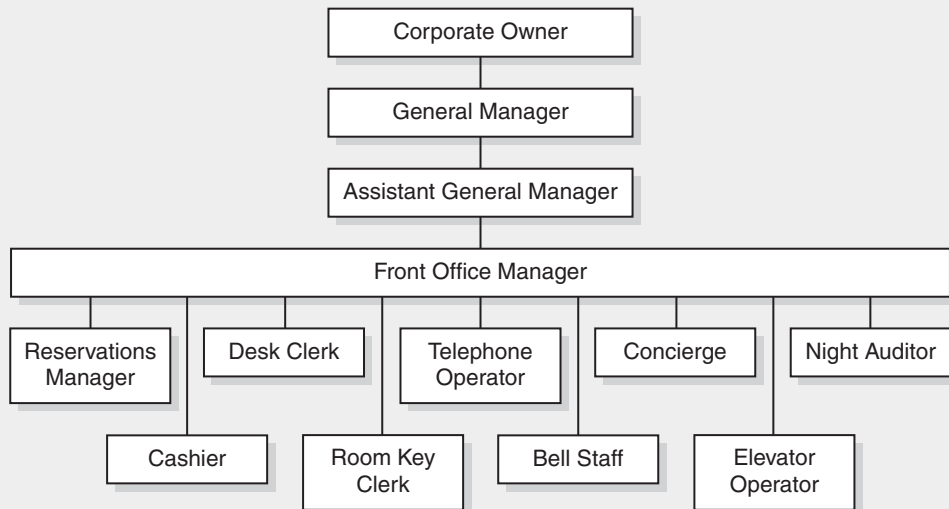 Corporate Owner
General Manager
Assistant General Manager
Front Office Manager
Reservations
Manager
Desk Clerk
Telephone
Operator
Concierge
Night Auditor
Cashier
Room Key
Clerk
Bell Staff
Elevator
Operator